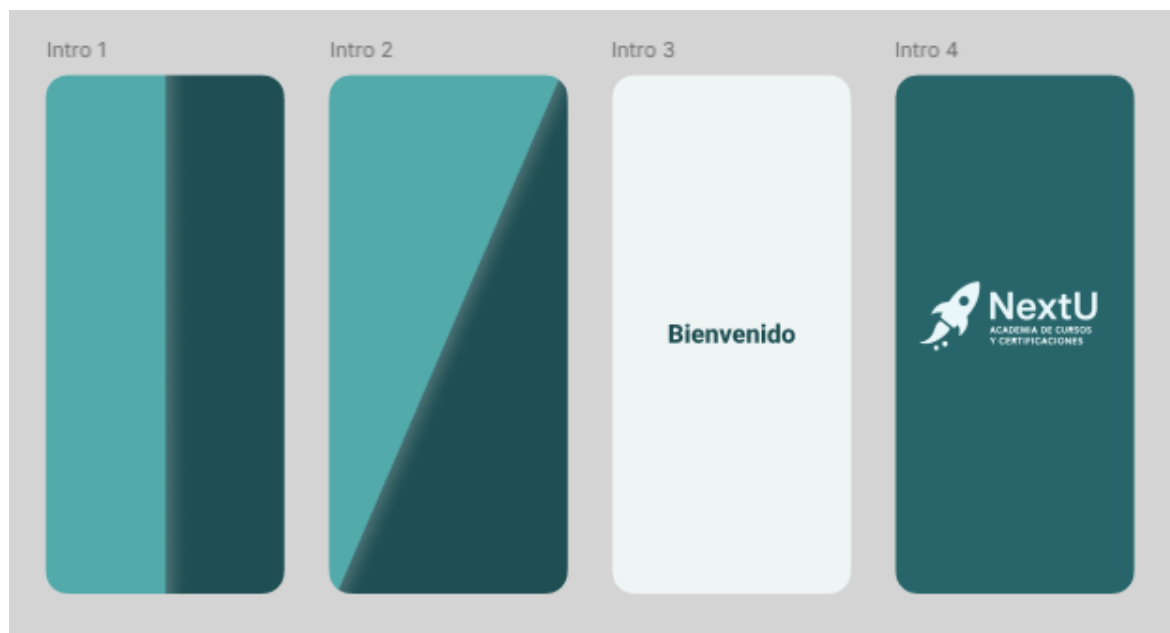 Intro 1
Intro 2
Intro 3
Intro 4
Bienvenido
NextU
ACADEMIA DE CURSOS
Y CERTIFICACIONES